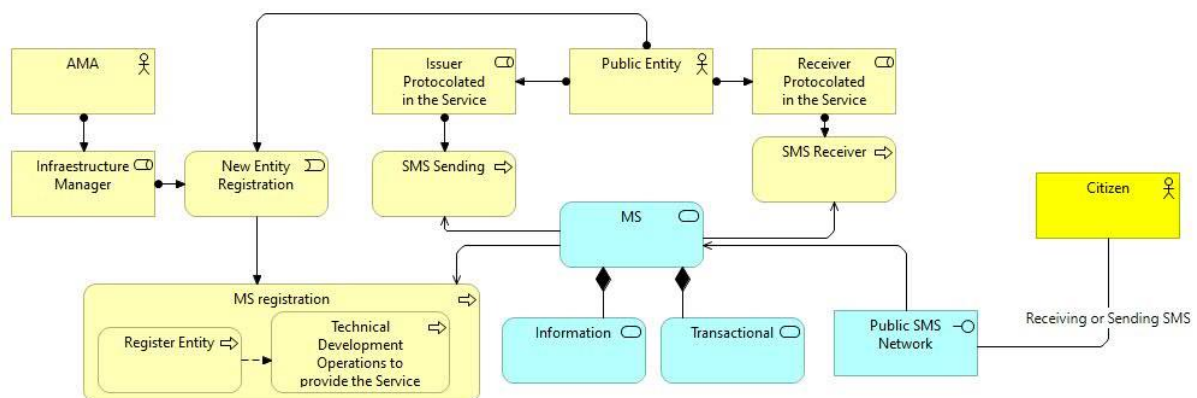 AMA
Issuer
Protocolated
in the Service
Public Entity
Receiver
Protocolated
in the Service
Infraestructure
Manager
New Entity
Registration
SMS Sending
SMS Receiver
MS
Citizen
MS registration
Register Entity
Technical
Development
Operations to
provide the Service
Information
Transactional
Public SMS
Network
Receiving or Sending SMS